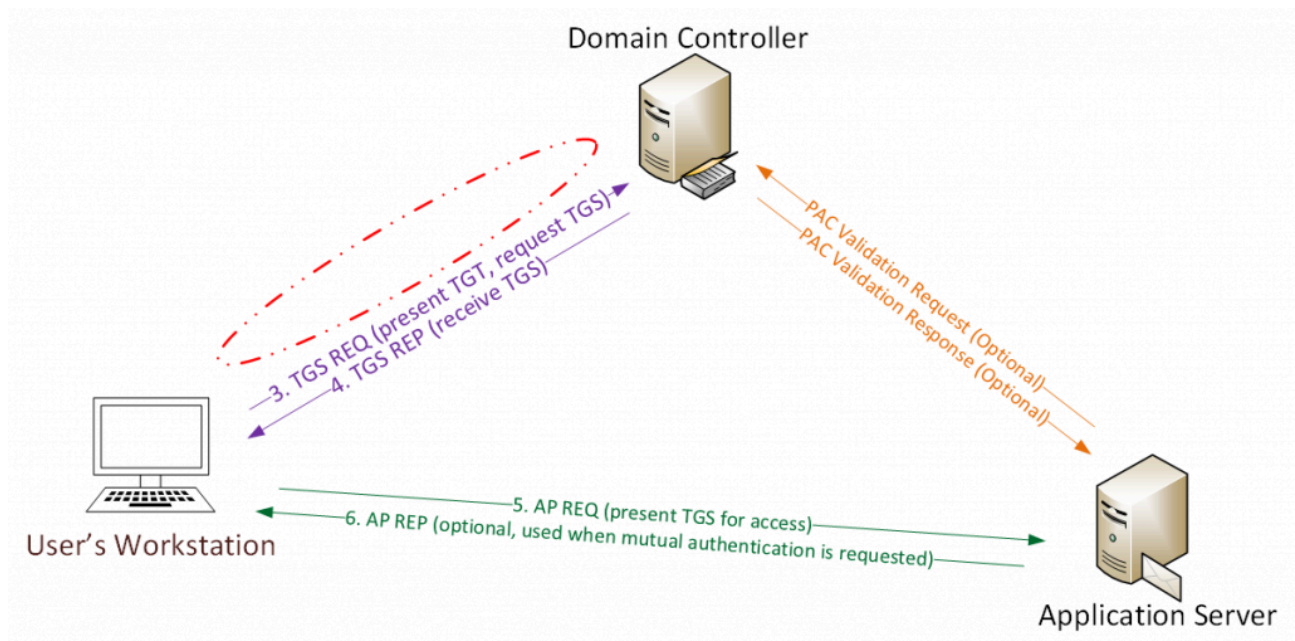 Domain Controller
3. TGS REQ (present TGT, request TGS)
4. TGS REP (receive TGS)
PAC Validation Request (Optional)
PAC Validation Response (Optional)
5. AP REQ (present TGS for access)
6. AP REP (optional, used when mutual authentication is requested)
User's Workstation
Application Server